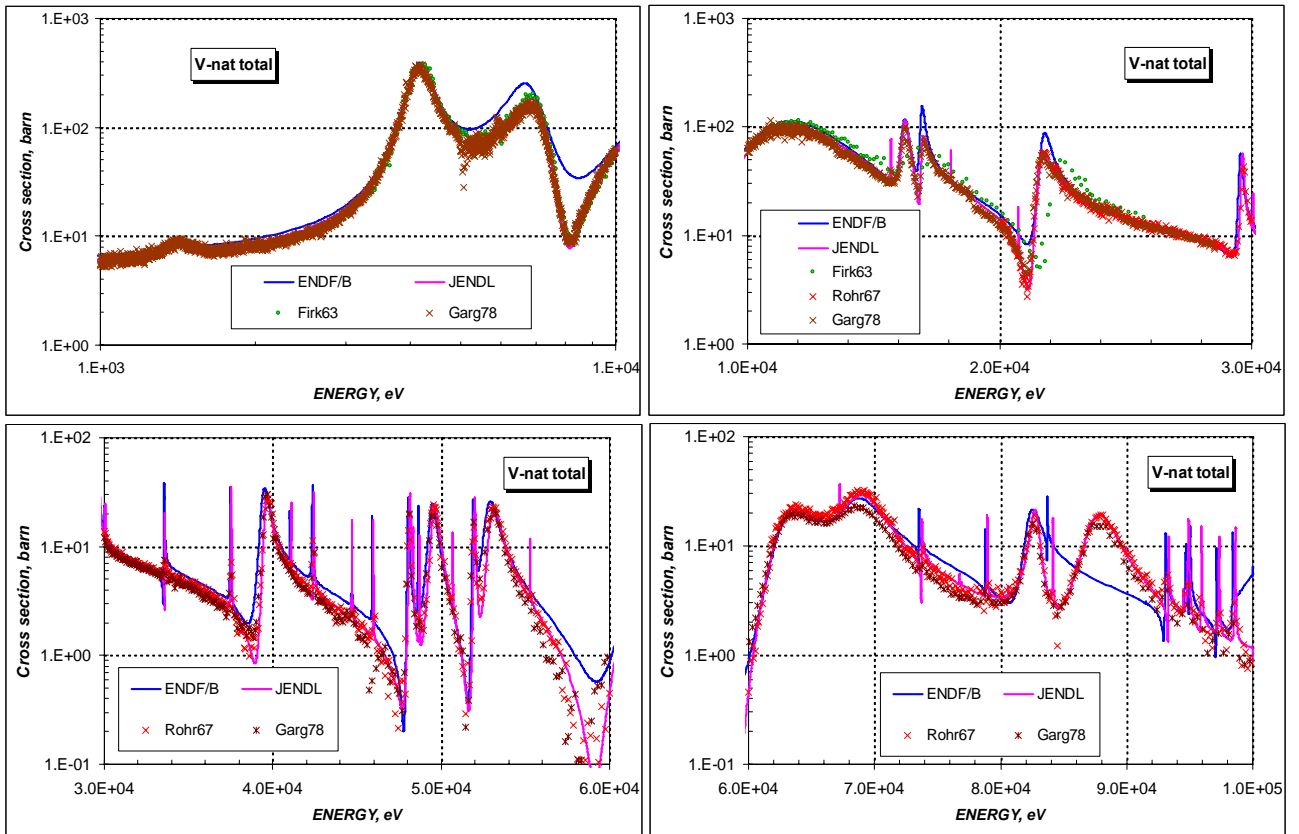 1.E+03
1.E+02
1.E+01
1.E+00
Cross section, barn
V-nat total
ENDF/B
JENDL
Firk63
Garg78
1.E+03
1.E+04
ENERGY, eV
1.E+03
1.E+02
1.E+01
1.E+00
Cross section, barn
V-nat total
ENDF/B
JENDL
Firk63
Rohr67
Garg78
1.0E+04
2.0E+04
3.0E+04
ENERGY, eV
1.E+02
1.E+01
1.E+00
1.E-01
Cross section, barn
V-nat total
ENDF/B
JENDL
Rohr67
Garg78
3.0E+04
4.0E+04
5.0E+04
6.0E+04
ENERGY, eV
1.E+02
1.E+01
1.E+00
1.E-01
Cross section, barn
V-nat total
ENDF/B
JENDL
Rohr67
Garg78
6.0E+04
7.0E+04
8.0E+04
9.0E+04
1.0E+05
ENERGY, eV